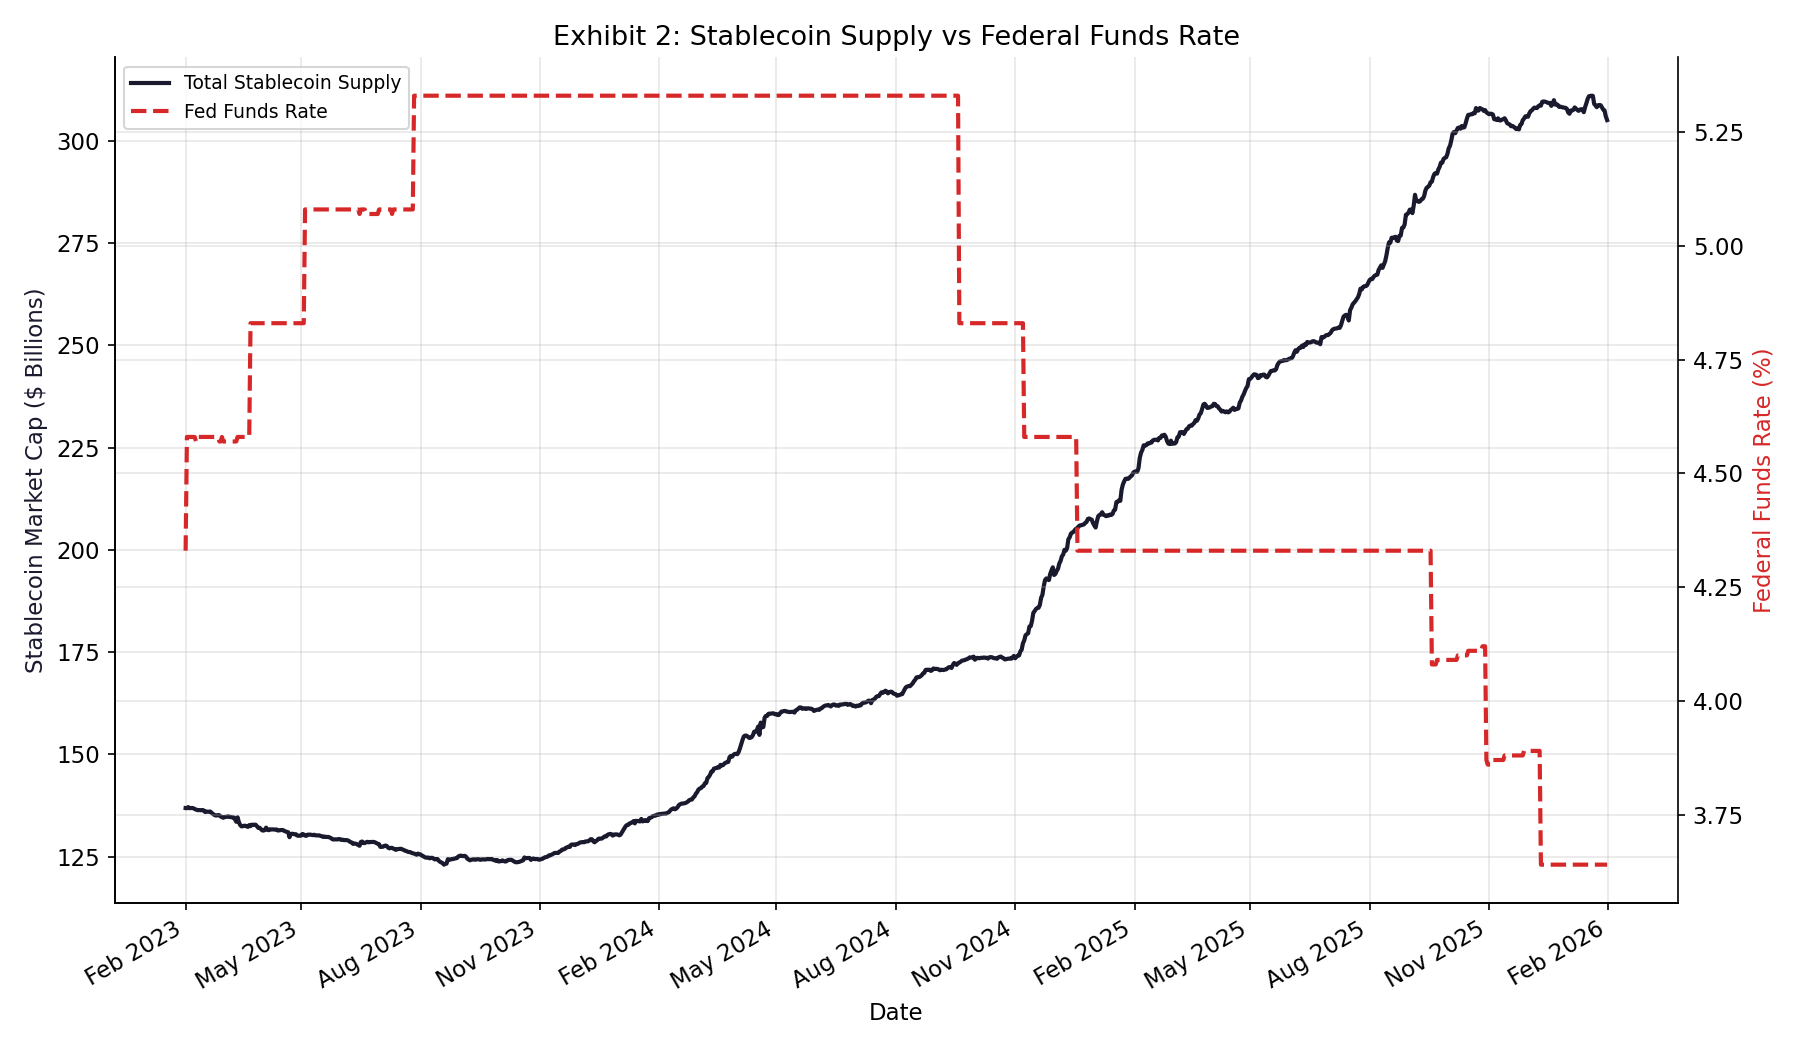 Exhibit 2: Stablecoin Supply vs Federal Funds Rate
Total Stablecoin Supply
Fed Funds Rate
Stablecoin Market Cap ($ Billions)
300
275
250
225
200
175
150
125
5.25
5.00
4.75
4.50
4.25
4.00
3.75
Federal Funds Rate (%)
Feb 2023
May 2023
Aug 2023
Nov 2023
Feb 2024
May 2024
Aug 2024
Nov 2024
Feb 2025
May 2025
Aug 2025
Nov 2025
Feb 2026
Date